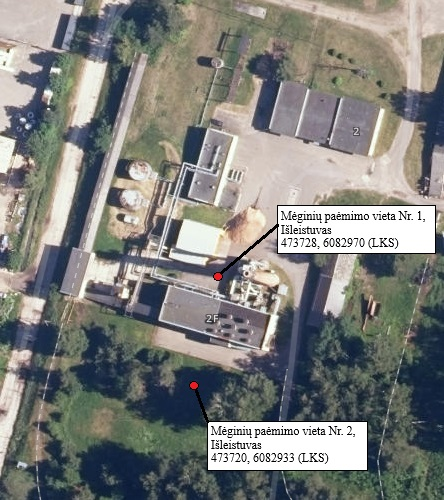 2
Mėginių paėmimo vieta Nr. 1,
Išleistuvas
473728, 6082970 (LKS)
2F
Mėginių paėmimo vieta Nr. 2,
Išleistuvas
473720, 6082933 (LKS)